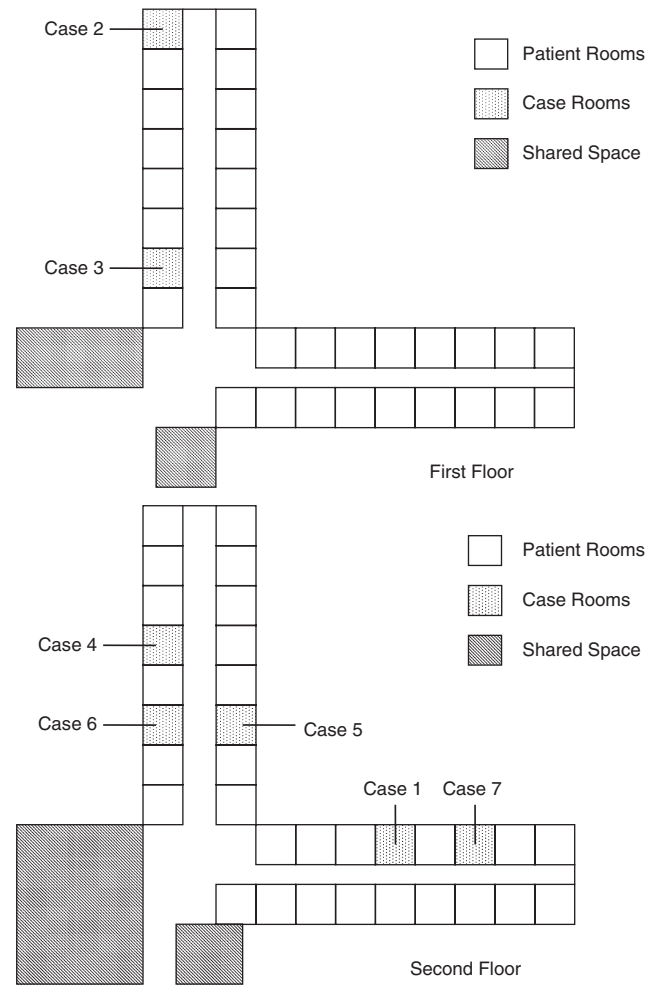 Case 2
Patient Rooms
Case Rooms
Shared Space
Case 3
First Floor
Patient Rooms
Case Rooms
Shared Space
Case 4
Case 6
Case 5
Case 1
Case 7
Second Floor